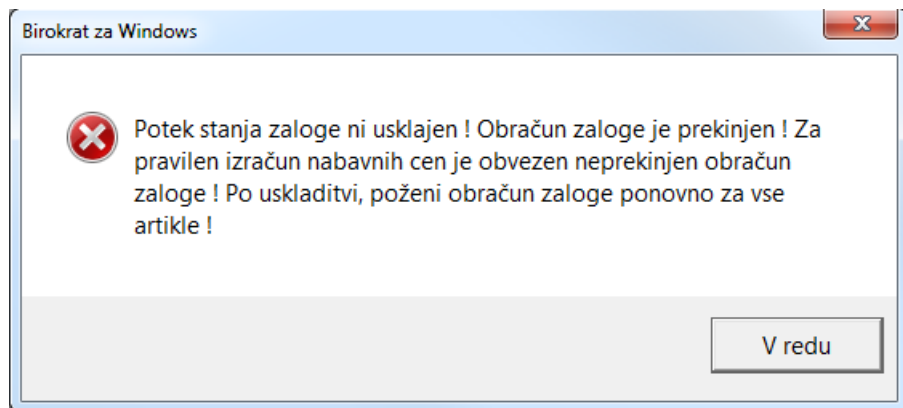 Birokrat za Windows
Potek stanja zaloge ni usklajen ! Obračun zaloge je prekinjen ! Za
pravilen izračun nabavnih cen je obvezen neprekinjen obračun
zaloge ! Po uskladitvi, poženi obračun zaloge ponovno za vse
artikle !
V redu